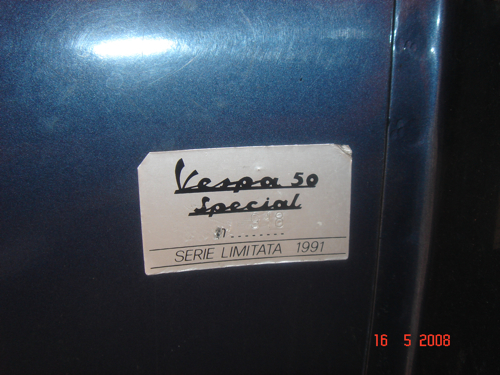 Vespa 50
Special
SERIE LIMITATA 1991
16 5 2008